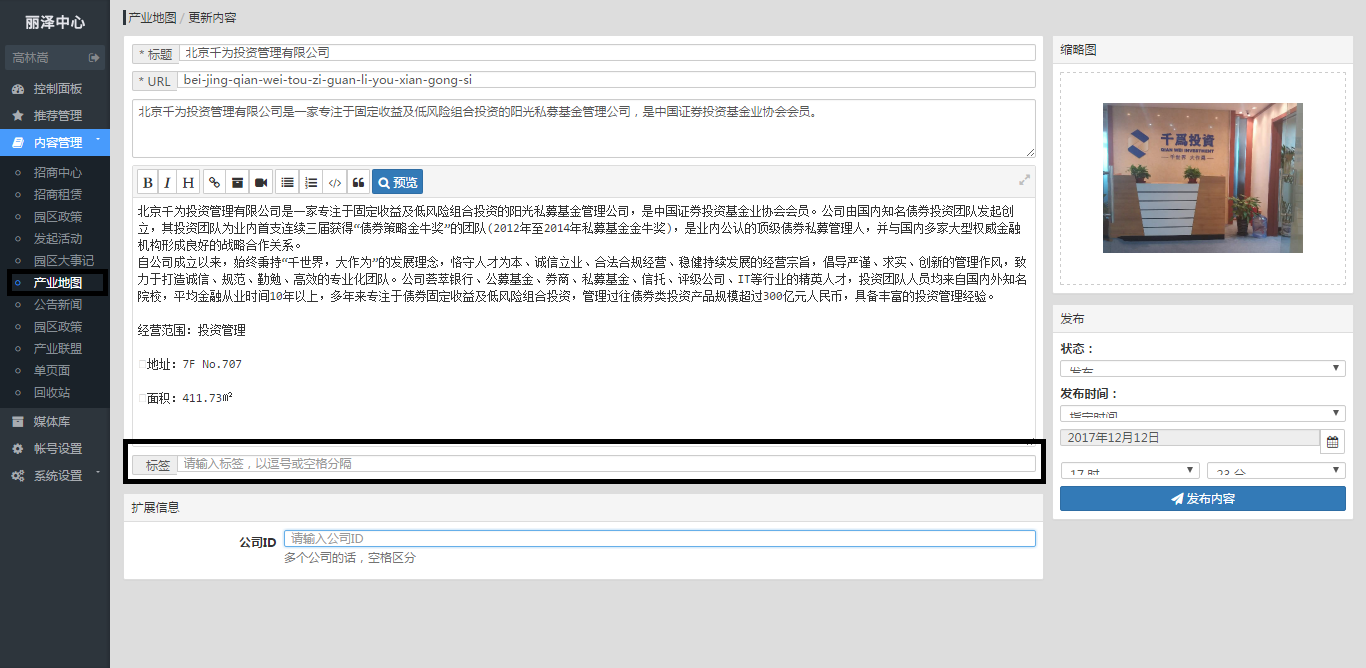 丽泽中心
高林嵩
控制面板
推荐管理
内容管理
招商中心
招商租赁
园区政策
发起活动
园区大事记
产业地图
公告新闻
园区政策
产业联盟
单页面
回收站
媒体库
帐号设置
系统设置
产业地图 / 更新内容
* 标题 北京千为投资管理有限公司
* URL bei-jing-qian-wei-tou-zi-guan-li-you-xian-gong-si
北京千为投资管理有限公司是一家专注于固定收益及低风险组合投资的阳光私募基金管理公司，是中国证券投资基金业协会会员。
B I H 预览
北京千为投资管理有限公司是一家专注于固定收益及低风险组合投资的阳光私募基金管理公司，是中国证券投资基金业协会会员。公司由国内知名债券投资团队发起创
立，其投资团队为业内首支连续三届获得“债券策略金牛奖”的团队(2012年至2014年私募基金金牛奖)，是业内公认的顶级债券私募管理人，并与国内多家大型权威金融
机构形成良好的战略合作关系。
自公司成立以来，始终秉持“千世界，大作为”的发展理念，恪守人才为本、诚信立业、合法合规经营、稳健持续发展的经营宗旨，倡导严谨、求实、创新的管理作风，致
力于打造诚信、规范、勤勉、高效的专业化团队。公司荟萃银行、公募基金、券商、私募基金、信托、评级公司、IT等行业的精英人才，投资团队人员均来自国内外知名
院校，平均金融从业时间10年以上，多年来专注于债券固定收益及低风险组合投资，管理过往债券类投资产品规模超过300亿元人民币，具备丰富的投资管理经验。
经营范围：投资管理
地址：7F No.707
面积：411.73㎡
标签 请输入标签，以逗号或空格分隔
扩展信息
公司ID 请输入公司ID
多个公司的话，空格区分
缩略图
千爲投資
QIAN WEI INVESTMENT
发布
状态：
发布
发布时间：
指定时间
2017年12月12日
17 时 23 分
发布内容